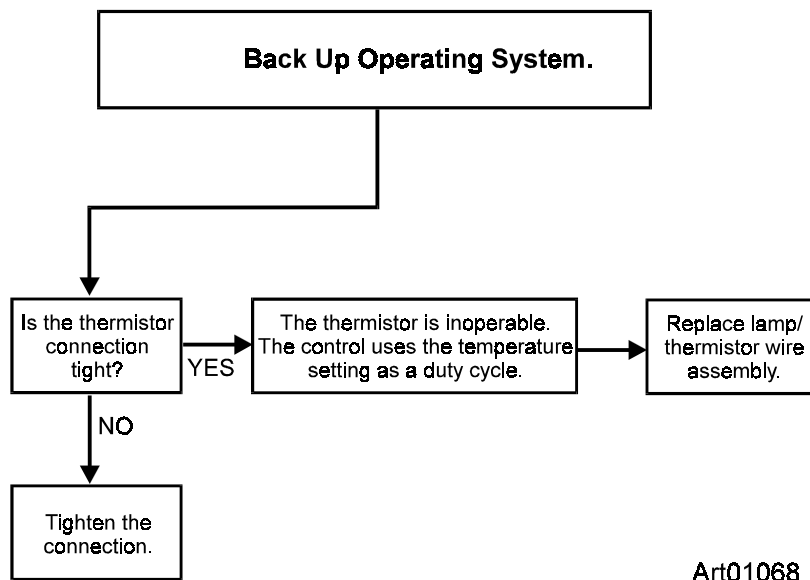 Back Up Operating System.
Is the thermistor
connection
tight?
YES
The thermistor is inoperable.
The control uses the temperature
setting as a duty cycle.
Replace lamp/
thermistor wire
assembly.
NO
Tighten the
connection.
Art01068